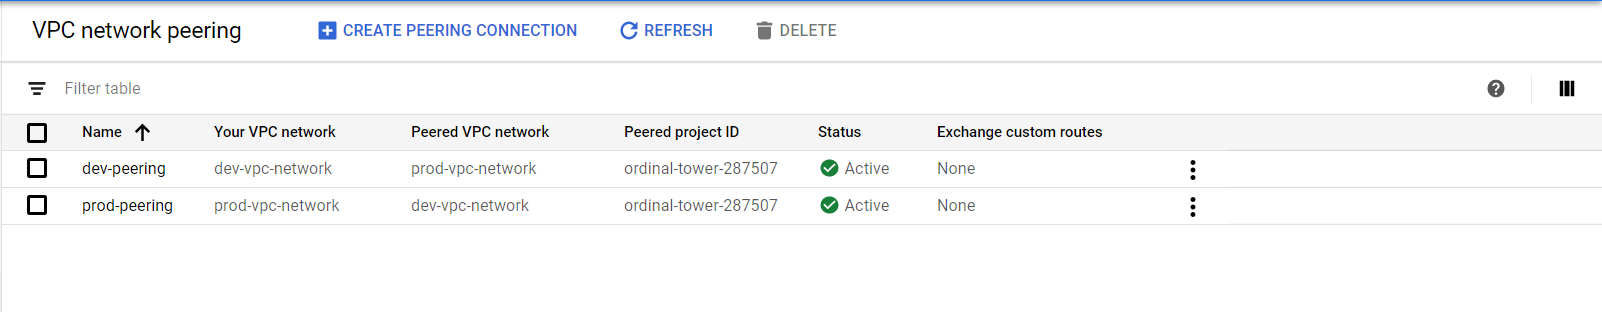 VPC network peering CREATE PEERING CONNECTION REFRESH DELETE
Filter table
Name Your VPC network Peered VPC network Peered project ID Status Exchange custom routes
dev-peering dev-vpc-network prod-vpc-network ordinal-tower-287507 Active None
prod-peering prod-vpc-network dev-vpc-network ordinal-tower-287507 Active None